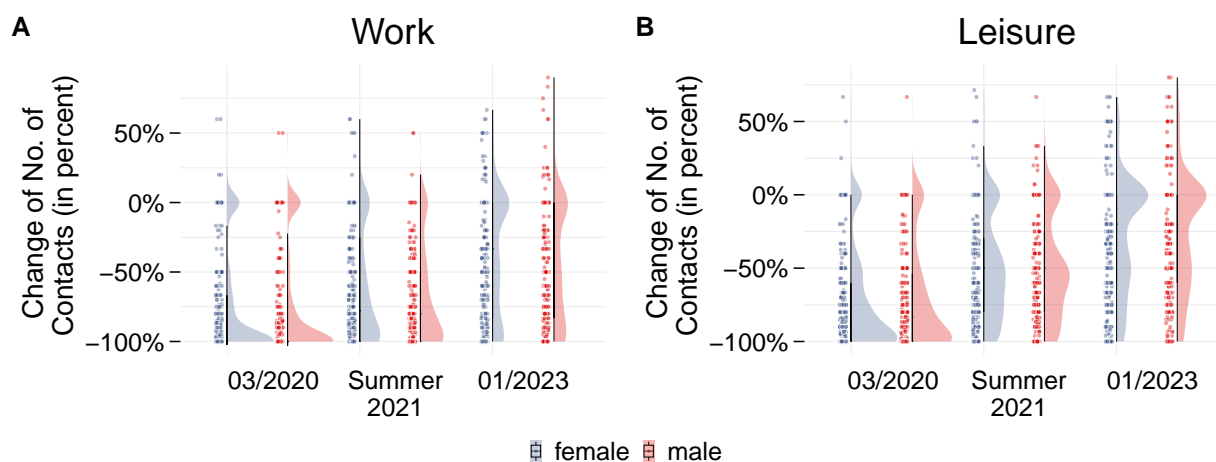 A
Work
Change of No. of
Contacts (in percent)
50%
0%
−50%
−100%
03/2020
Summer
2021
01/2023
B
Leisure
Change of No. of
Contacts (in percent)
50%
0%
−50%
−100%
03/2020
Summer
2021
01/2023
female
male